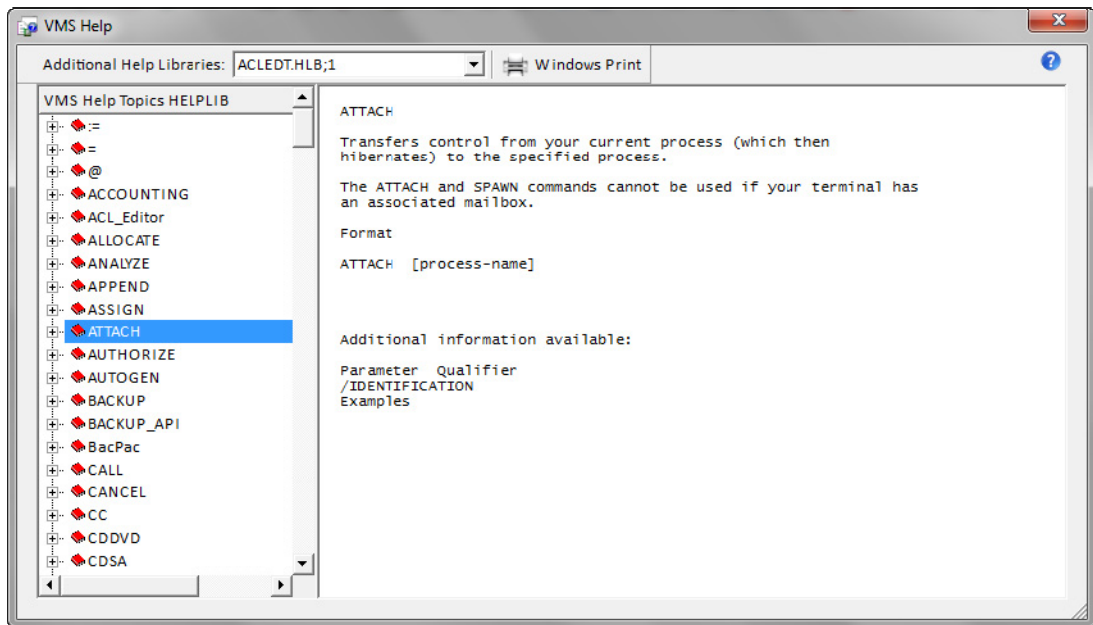 VMS Help
Additional Help Libreries: ACLEDT.HLB;1 Windows Print
VMS Help Topics HELPLIB
:=
=
@
ACCOUNTING
ACL_Editor
ALLOCATE
ANALYZE
APPEND
ASSIGN
ATTACH
AUTHORIZE
AUTOGEN
BACKUP
BACKUP_API
BacPac
CALL
CANCEL
CC
CDDVD
CDSA
ATTACH
Transfers control from your current process (which then
hibernates) to the specified process.
The ATTACH and SPAWN commands cannot be used if your terminal has
an associated mailbox.
Format
ATTACH [process-name]
Additional information available:
Parameter Qualifier
/IDENTIFICATION
Examples